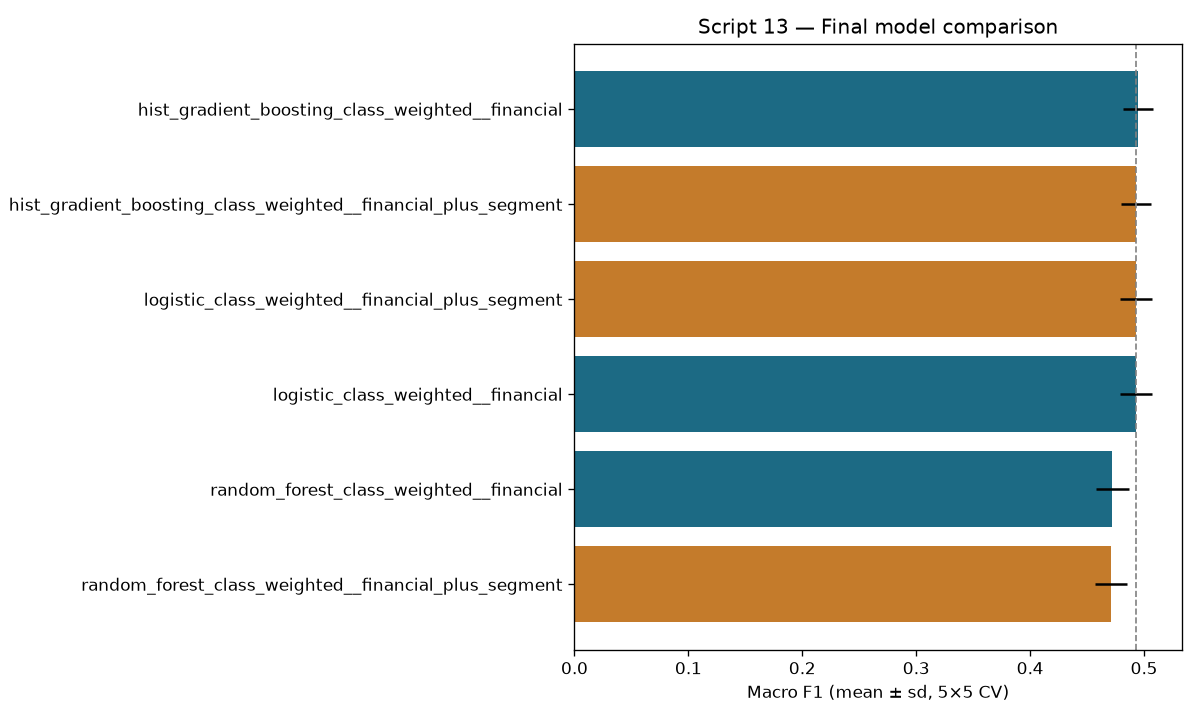 Script 13 — Final model comparison
hist_gradient_boosting_class_weighted__financial
hist_gradient_boosting_class_weighted__financial_plus_segment
logistic_class_weighted__financial_plus_segment
logistic_class_weighted__financial
random_forest_class_weighted__financial
random_forest_class_weighted__financial_plus_segment
0.0 0.1 0.2 0.3 0.4 0.5
Macro F1 (mean ± sd, 5×5 CV)